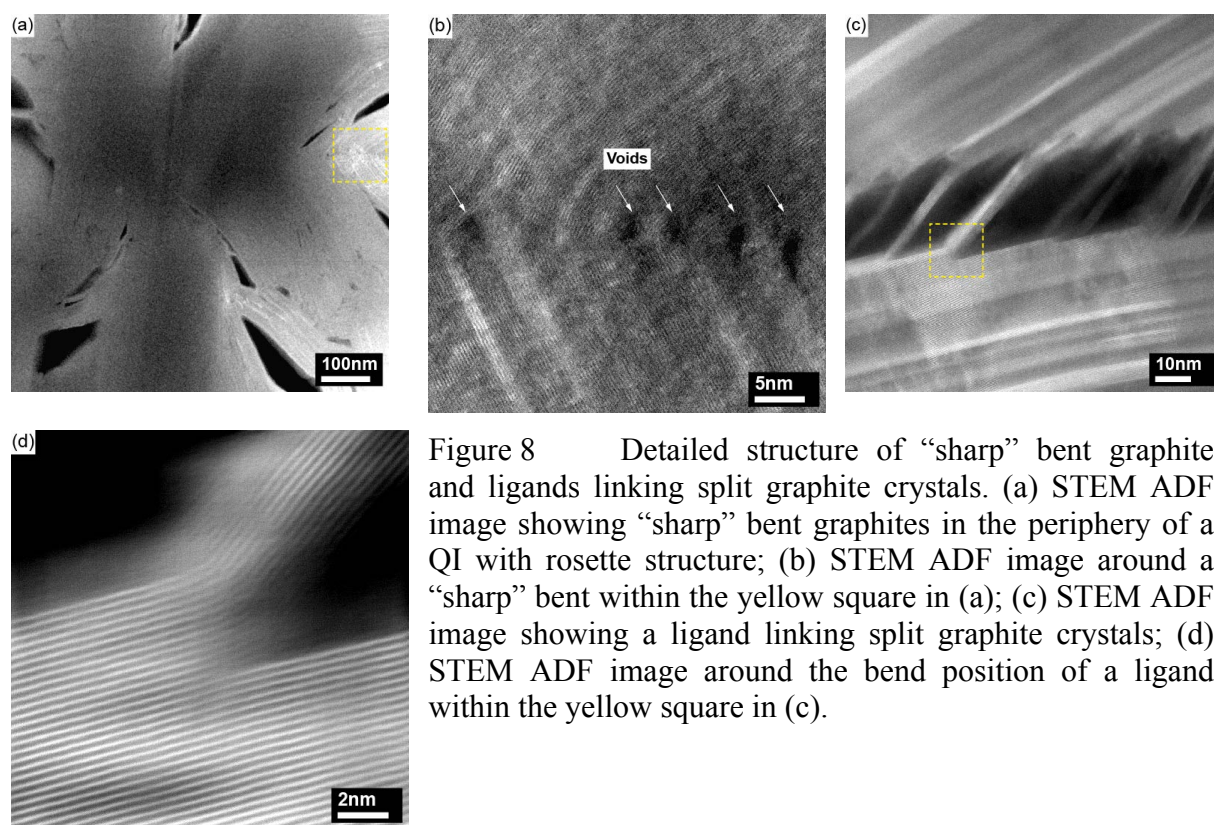 (a)
100nm
(b)
Voids
5nm
(c)
10nm
(d)
2nm
Figure 8 Detailed structure of “sharp” bent graphite
and ligands linking split graphite crystals. (a) STEM ADF
image showing “sharp” bent graphites in the periphery of a
QI with rosette structure; (b) STEM ADF image around a
“sharp” bent within the yellow square in (a); (c) STEM ADF
image showing a ligand linking split graphite crystals; (d)
STEM ADF image around the bend position of a ligand
within the yellow square in (c).